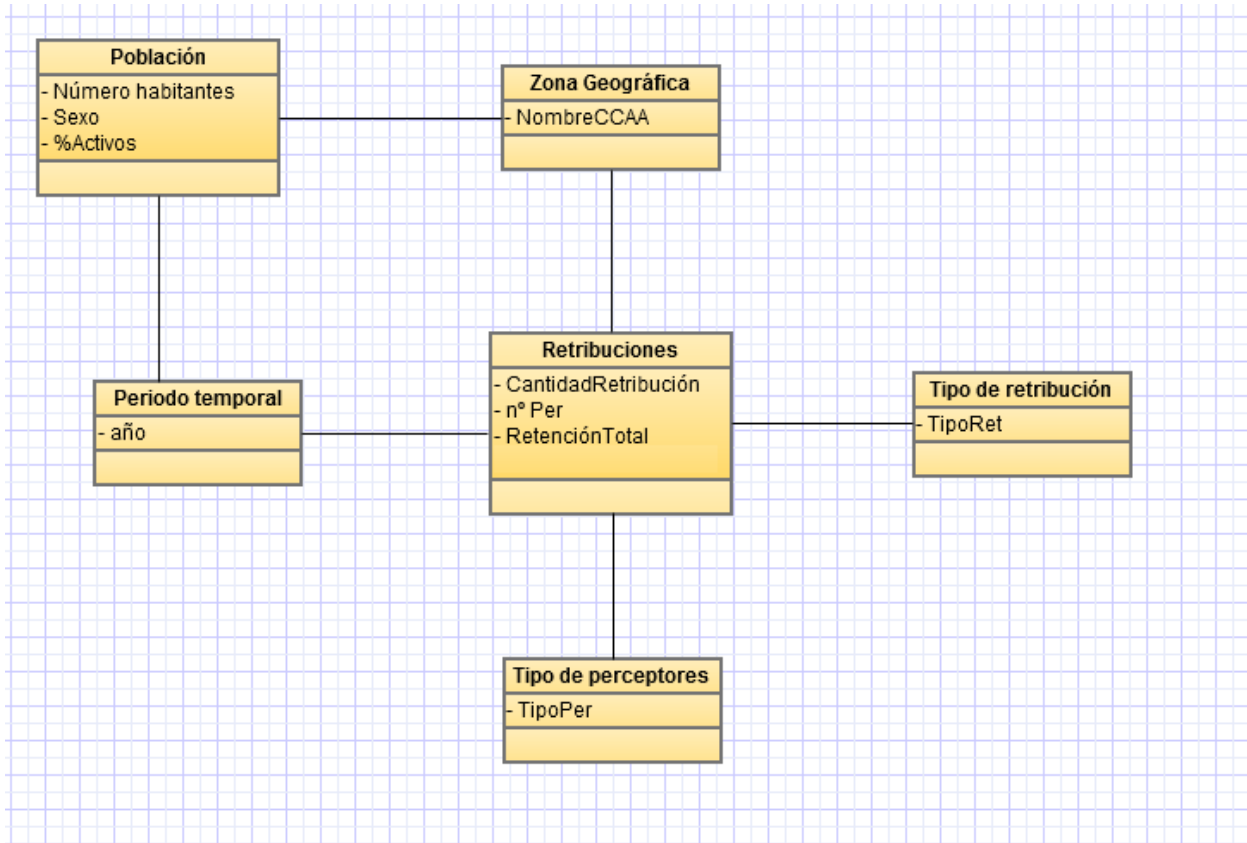 Población
- Número habitantes
- Sexo
- %Activos
Zona Geográfica
- NombreCCAA
Periodo temporal
- año
Retribuciones
- CantidadRetribución
- nº Per
- RetenciónTotal
Tipo de retribución
- TipoRet
Tipo de perceptores
- TipoPer